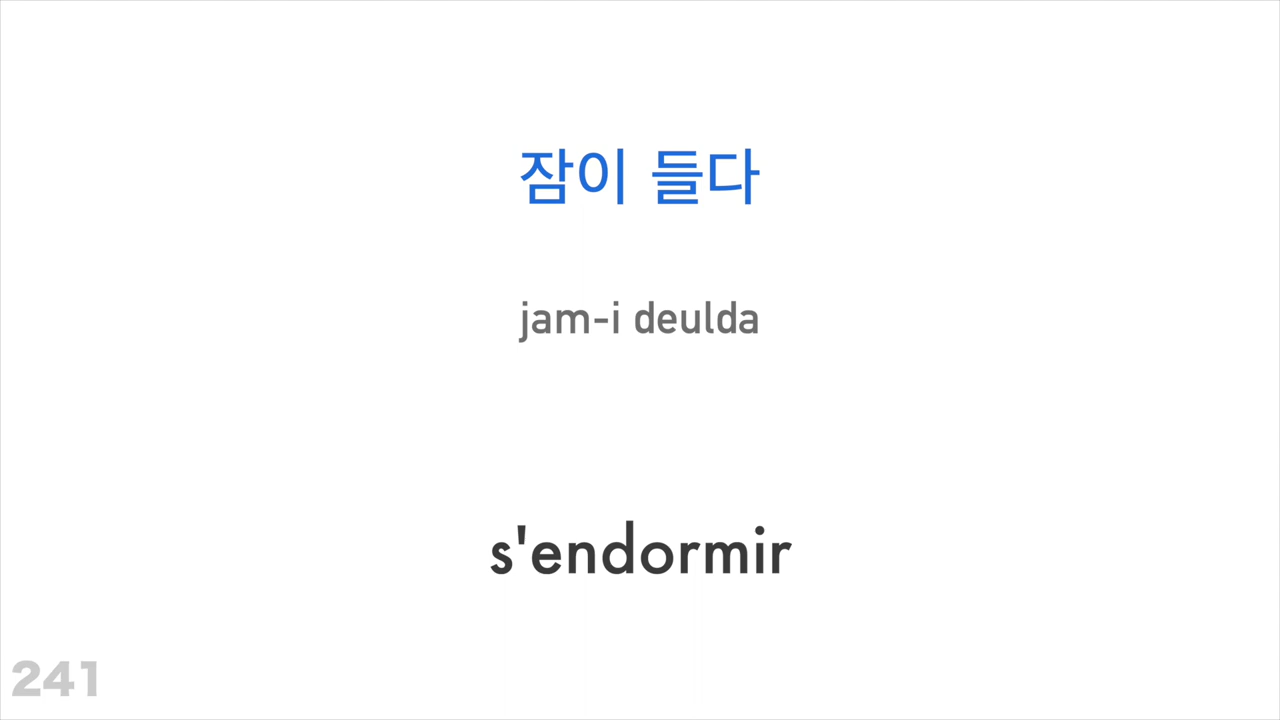 잠이 들다
jam-i deulda
s'endormir
241